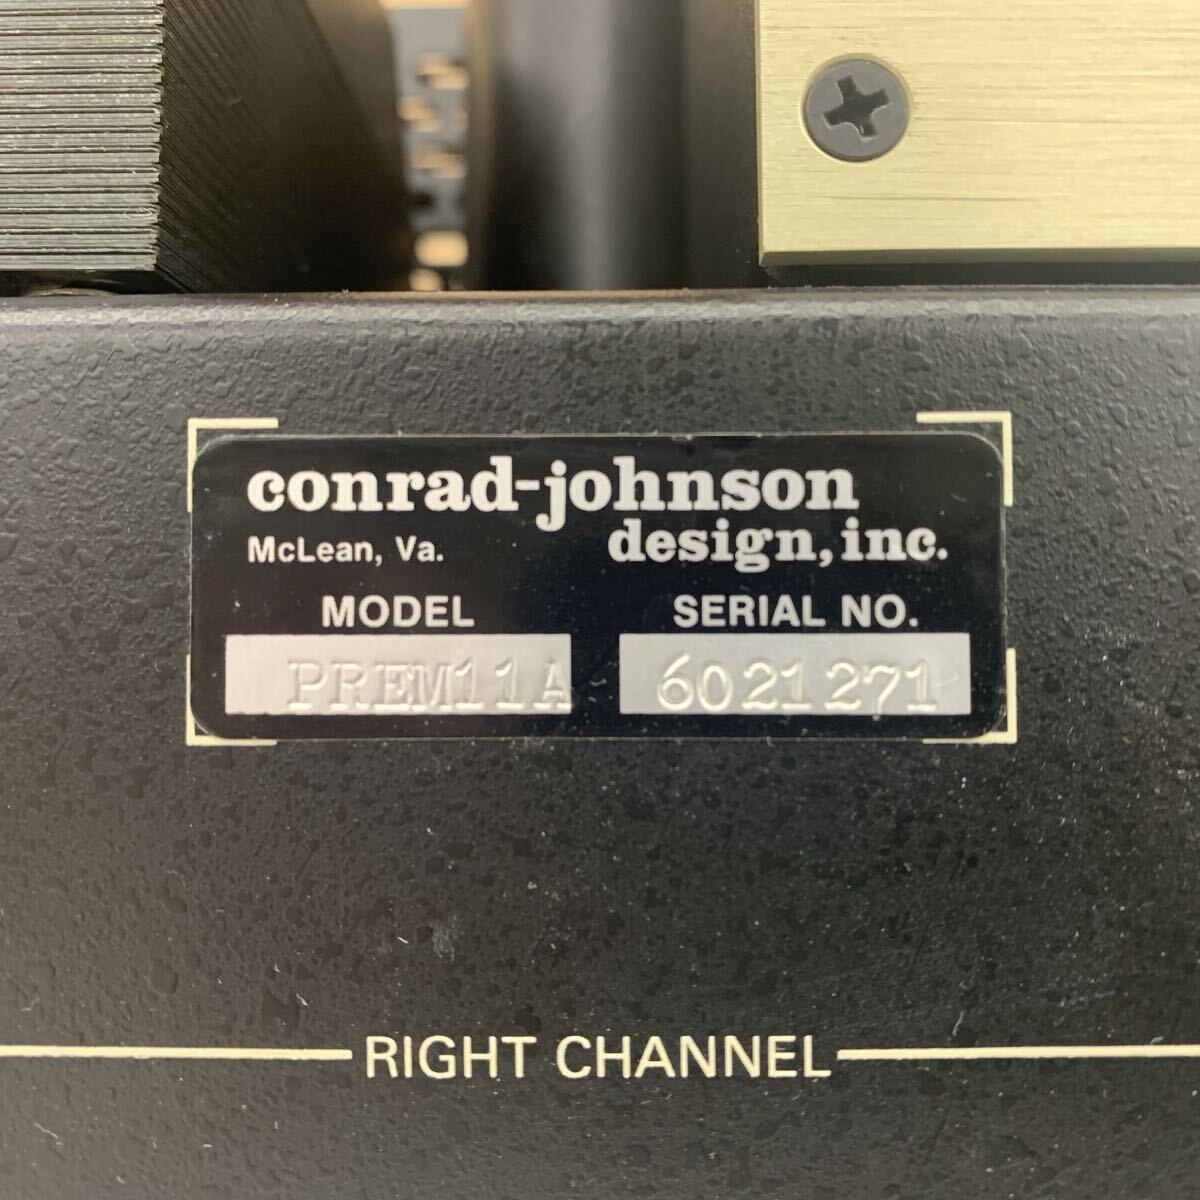 conrad-johnson
McLean, Va. design, inc.
MODEL SERIAL NO.
PREM11A 6021271
RIGHT CHANNEL